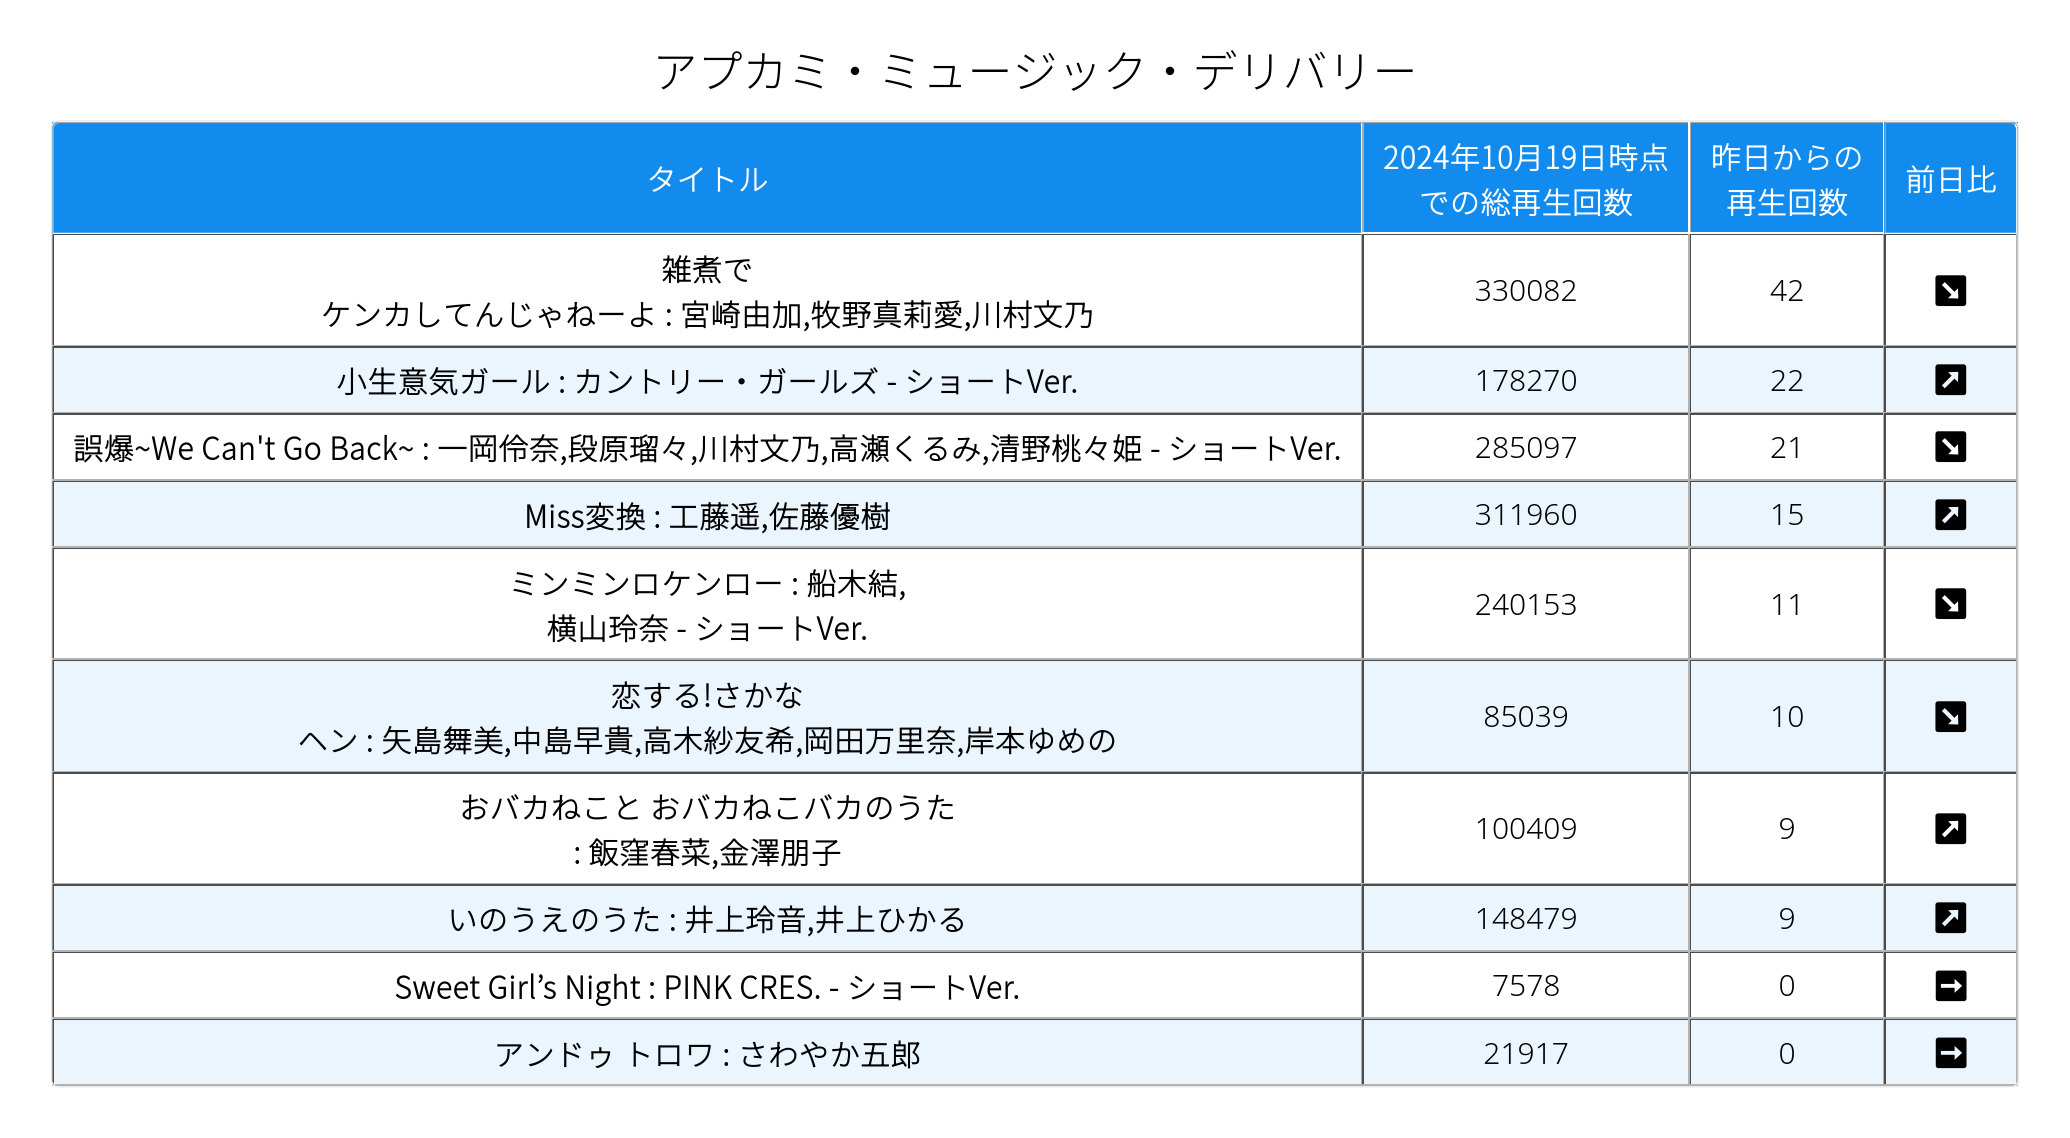 アプカミ・ミュージック・デリバリー
タイトル
2024年10月19日時点
での総再生回数
昨日からの
再生回数
前日比
雑煮で
ケンカしてんじゃねーよ : 宮崎由加,牧野真莉愛,川村文乃
330082
42
小生意気ガール : カントリー・ガールズ - ショートVer.
178270
22
誤爆~We Can't Go Back~ : 一岡伶奈,段原瑠々,川村文乃,高瀬くるみ,清野桃々姫 - ショートVer.
285097
21
Miss変換 : 工藤遥,佐藤優樹
311960
15
ミンミンロケンロー : 船木結,
横山玲奈 - ショートVer.
240153
11
恋する!さかな
ヘン : 矢島舞美,中島早貴,高木紗友希,岡田万里奈,岸本ゆめの
85039
10
おバカねこと おバカねこバカのうた
: 飯窪春菜,金澤朋子
100409
9
いのうえのうた : 井上玲音,井上ひかる
148479
9
Sweet Girl’s Night : PINK CRES. - ショートVer.
7578
0
アンドゥ トロワ : さわやか五郎
21917
0